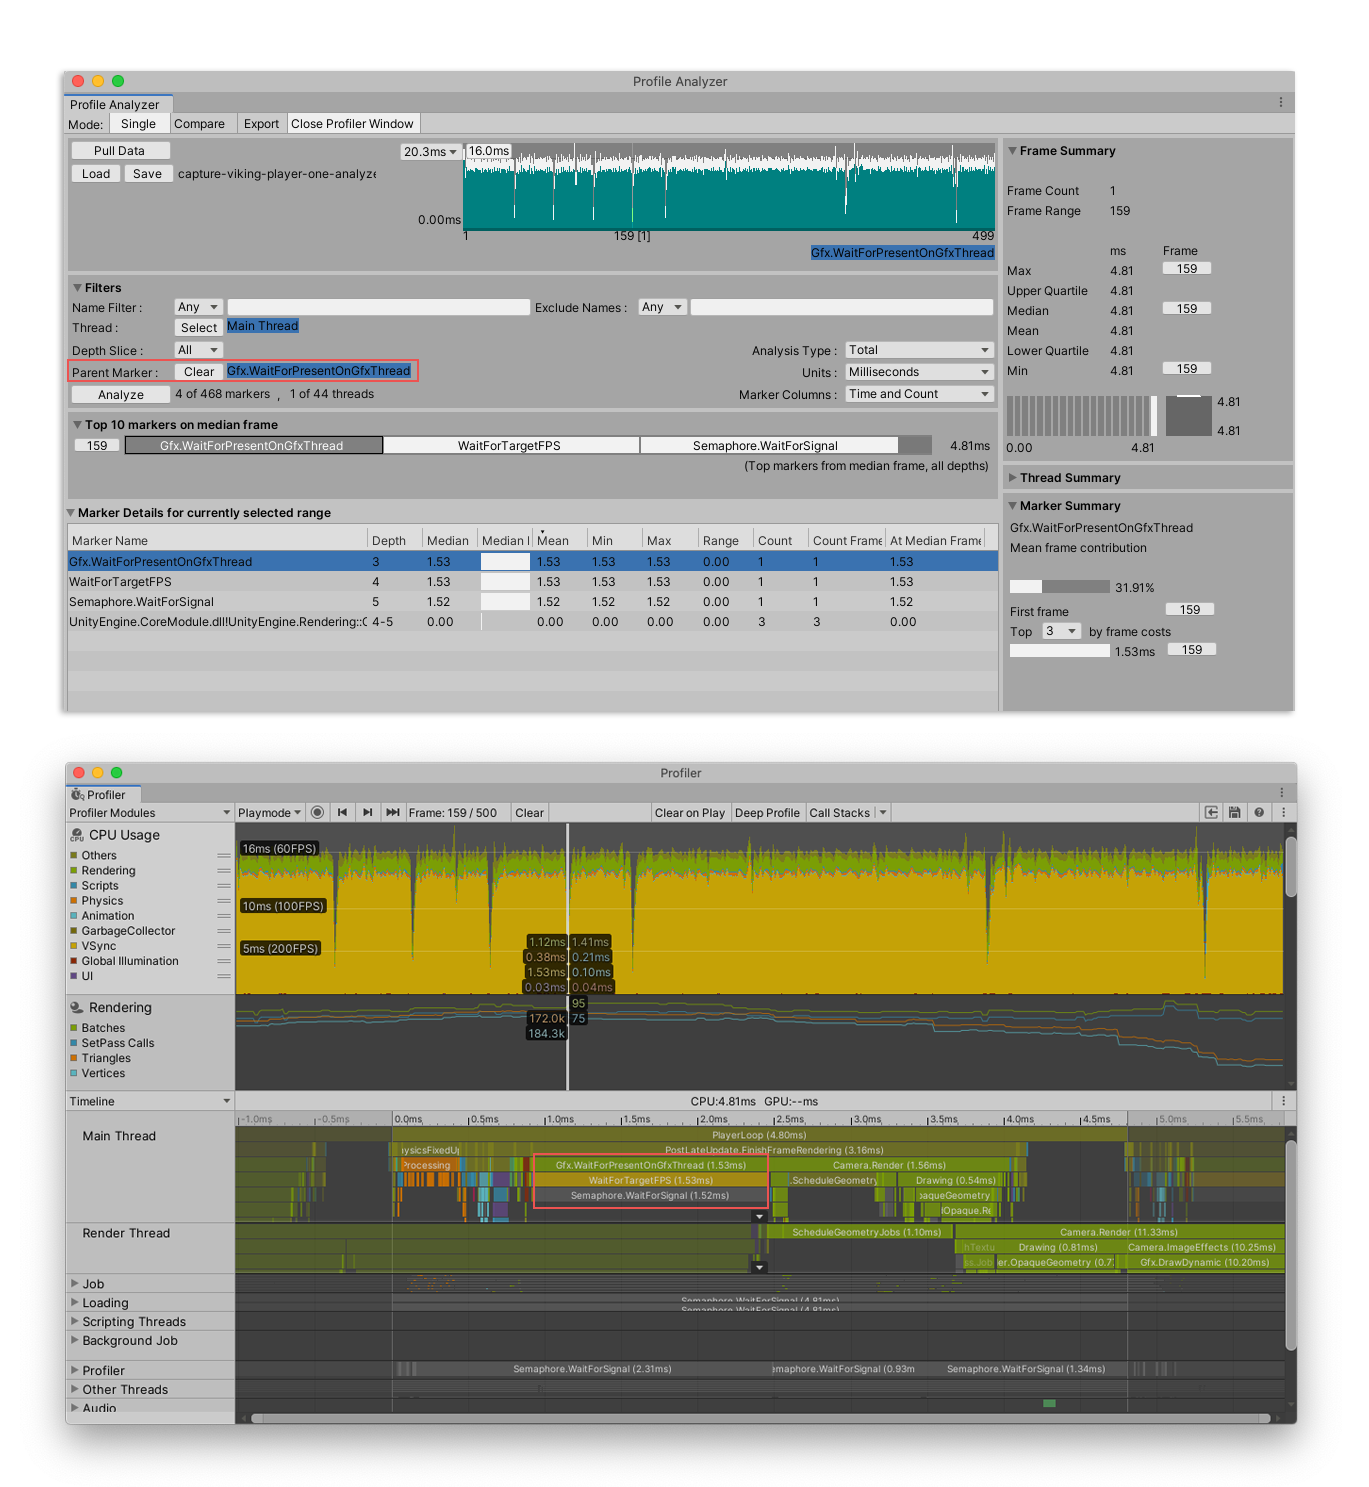 Profile Analyzer
Profile Analyzer
Mode: Single Compare Export Close Profiler Window
Pull Data
Load Save capture-viking-player-one-analyze
20.3ms 16.0ms
0.00ms
1 159 [1] 499
Gfx.WaitForPresentOnGfxThread
Filters
Name Filter : Any Exclude Names : Any
Thread : Select Main Thread
Depth Slice : All Analysis Type : Total
Parent Marker : Clear Gfx.WaitForPresentOnGfxThread Units : Milliseconds
Marker Columns : Time and Count
Analyze 4 of 468 markers , 1 of 44 threads
Top 10 markers on median frame
159 Gfx.WaitForPresentOnGfxThread WaitForTargetFPS Semaphore.WaitForSignal 4.81ms
(Top markers from median frame, all depths)
Marker Details for currently selected range
Marker Name Depth Median Median I Mean Min Max Range Count Count Frame At Median Frame
Gfx.WaitForPresentOnGfxThread 3 1.53 1.53 1.53 1.53 0.00 1 1 1.53
WaitForTargetFPS 4 1.53 1.53 1.53 1.53 0.00 1 1 1.53
Semaphore.WaitForSignal 5 1.52 1.52 1.52 1.52 0.00 1 1 1.52
UnityEngine.CoreModule.dll!UnityEngine.Rendering::( 4-5 0.00 0.00 0.00 0.00 0.00 3 3 0.00
Frame Summary
Frame Count 1
Frame Range 159
ms Frame
Max 4.81 159
Upper Quartile 4.81
Median 4.81 159
Mean 4.81
Lower Quartile 4.81
Min 4.81 159
4.81
4.81
0.00 4.81
Thread Summary
Marker Summary
Gfx.WaitForPresentOnGfxThread
Mean frame contribution
31.91%
First frame 159
Top 3 by frame costs
1.53ms 159
Profiler
Profiler
Profiler Modules Playmode Frame: 159 / 500 Clear Clear on Play Deep Profile Call Stacks
CPU Usage
Others
Rendering
Scripts
Physics
Animation
GarbageCollector
VSync
Global Illumination
UI
16ms (60FPS)
10ms (100FPS)
5ms (200FPS)
1.12ms 1.41ms
0.38ms 0.21ms
1.53ms 0.10ms
0.03ms 0.04ms
Rendering
Batches
SetPass Calls
Triangles
Vertices
95
172.0k 75
184.3k
Timeline CPU:4.81ms GPU:--ms
-1.0ms -0.5ms 0.0ms 0.5ms 1.0ms 1.5ms 2.0ms 2.5ms 3.0ms 3.5ms 4.0ms 4.5ms 5.0ms 5.5ms
Main Thread
PlayerLoop (4.80ms)
ysicsFixedUp PostLateUpdate.FinishFrameRendering (3.16ms)
Processing Gfx.WaitForPresentOnGfxThread (1.53ms) Camera.Render (1.56ms)
WaitForTargetFPS (1.53ms) .ScheduleGeometry Drawing (0.54ms)
Semaphore.WaitForSignal (1.52ms) paqueGeometry
lOpaque.Re
Render Thread
ScheduleGeometryJobs (1.10ms) Camera.Render (11.33ms)
hTextu Drawing (0.81ms) Camera.ImageEffects (10.25ms)
ss.Job er.OpaqueGeometry (0.7 Gfx.DrawDynamic (10.20ms)
Job
Loading
Semaphore.WaitForSignal (4.81ms)
Semaphore.WaitForSignal (4.81ms)
Scripting Threads
Background Job
Profiler Semaphore.WaitForSignal (2.31ms) emaphore.WaitForSignal (0.93m Semaphore.WaitForSignal (1.34ms)
Other Threads
Audio